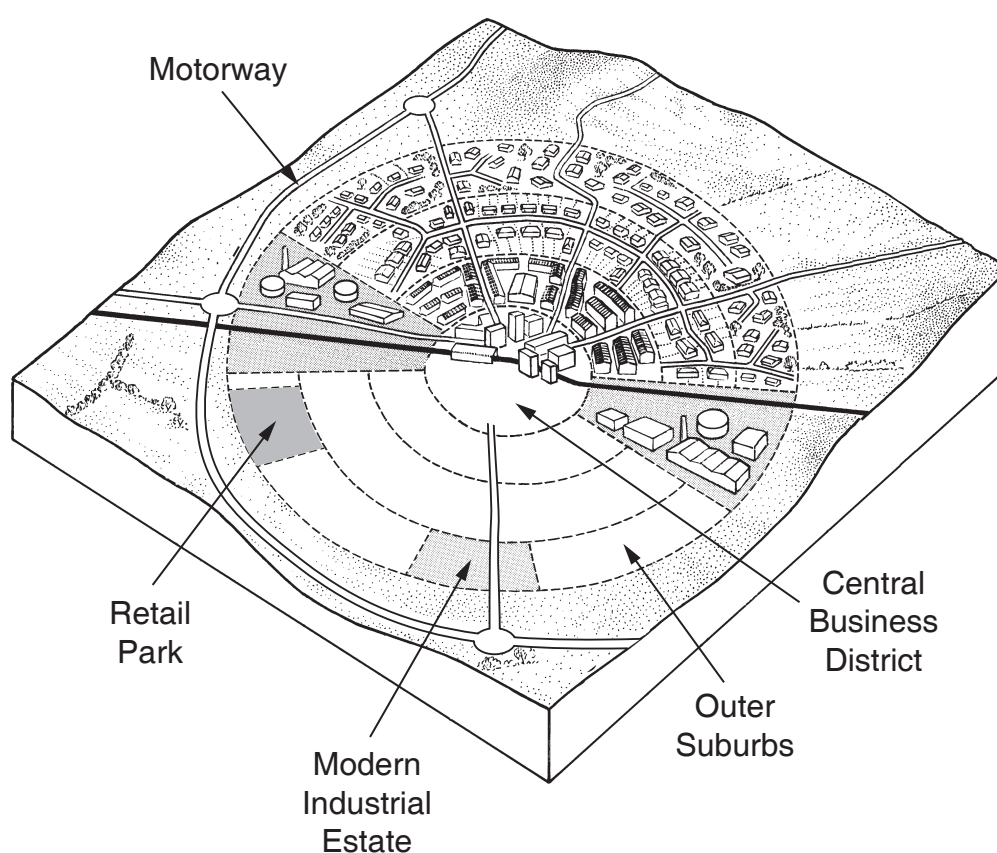 Motorway
Retail
Park
Modern
Industrial
Estate
Outer
Suburbs
Central
Business
District